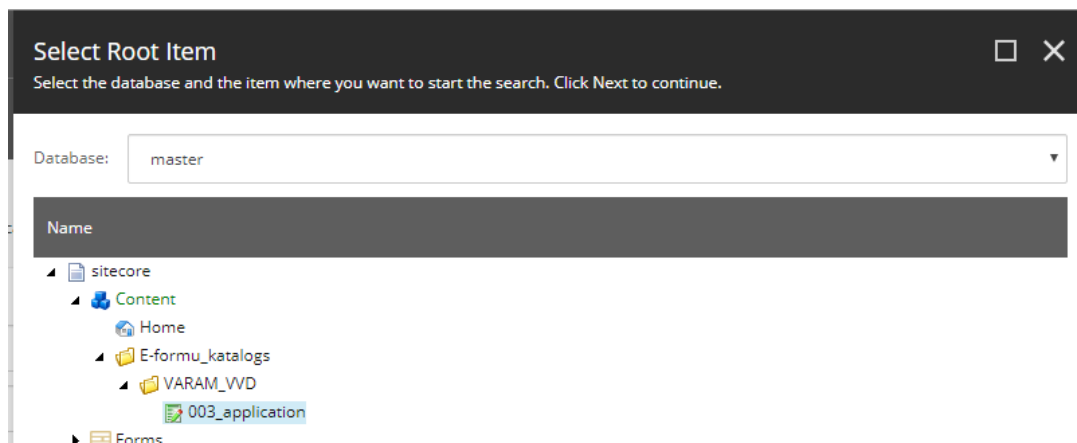 Select Root Item
Select the database and the item where you want to start the search. Click Next to continue.
Database: master
Name
sitecore
Content
Home
E-formu_katalogs
VARAM_VVD
003_application
Forms